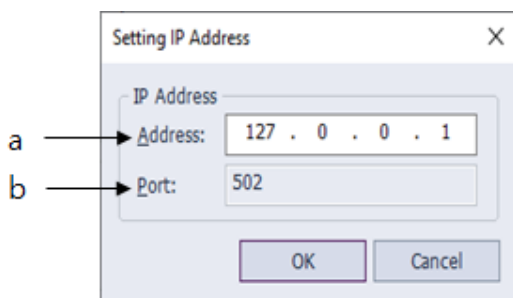 Setting IP Address
IP Address
a Address: 127 . 0 . 0 . 1
b Port: 502
OK Cancel